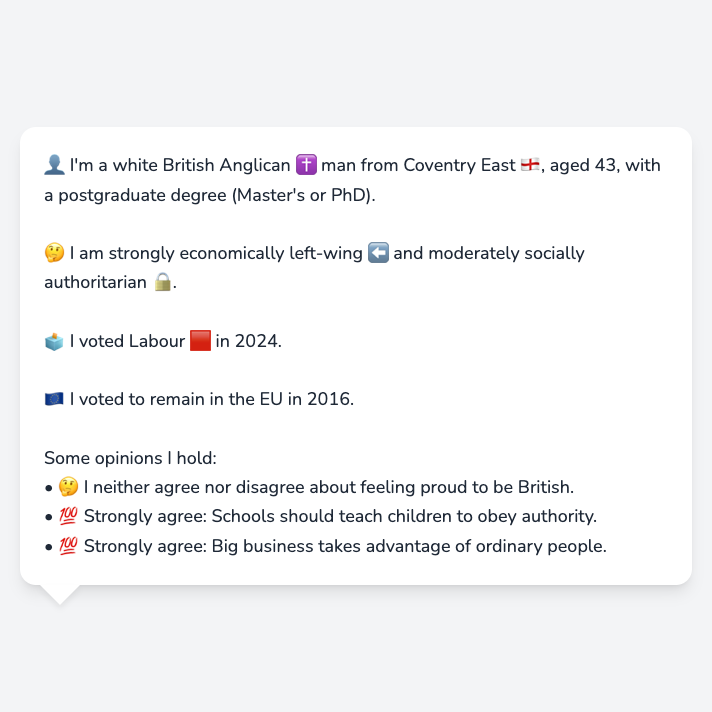 👤 I'm a white British Anglican ✝️ man from Coventry East 🏴󠁧󠁢󠁥󠁮󠁧󠁿, aged 43, with
a postgraduate degree (Master's or PhD).
🤔 I am strongly economically left-wing ⬅️ and moderately socially
authoritarian 🔒.
🗳️ I voted Labour 🟥 in 2024.
🇪🇺 I voted to remain in the EU in 2016.
Some opinions I hold:
• 🤔 I neither agree nor disagree about feeling proud to be British.
• 💯 Strongly agree: Schools should teach children to obey authority.
• 💯 Strongly agree: Big business takes advantage of ordinary people.